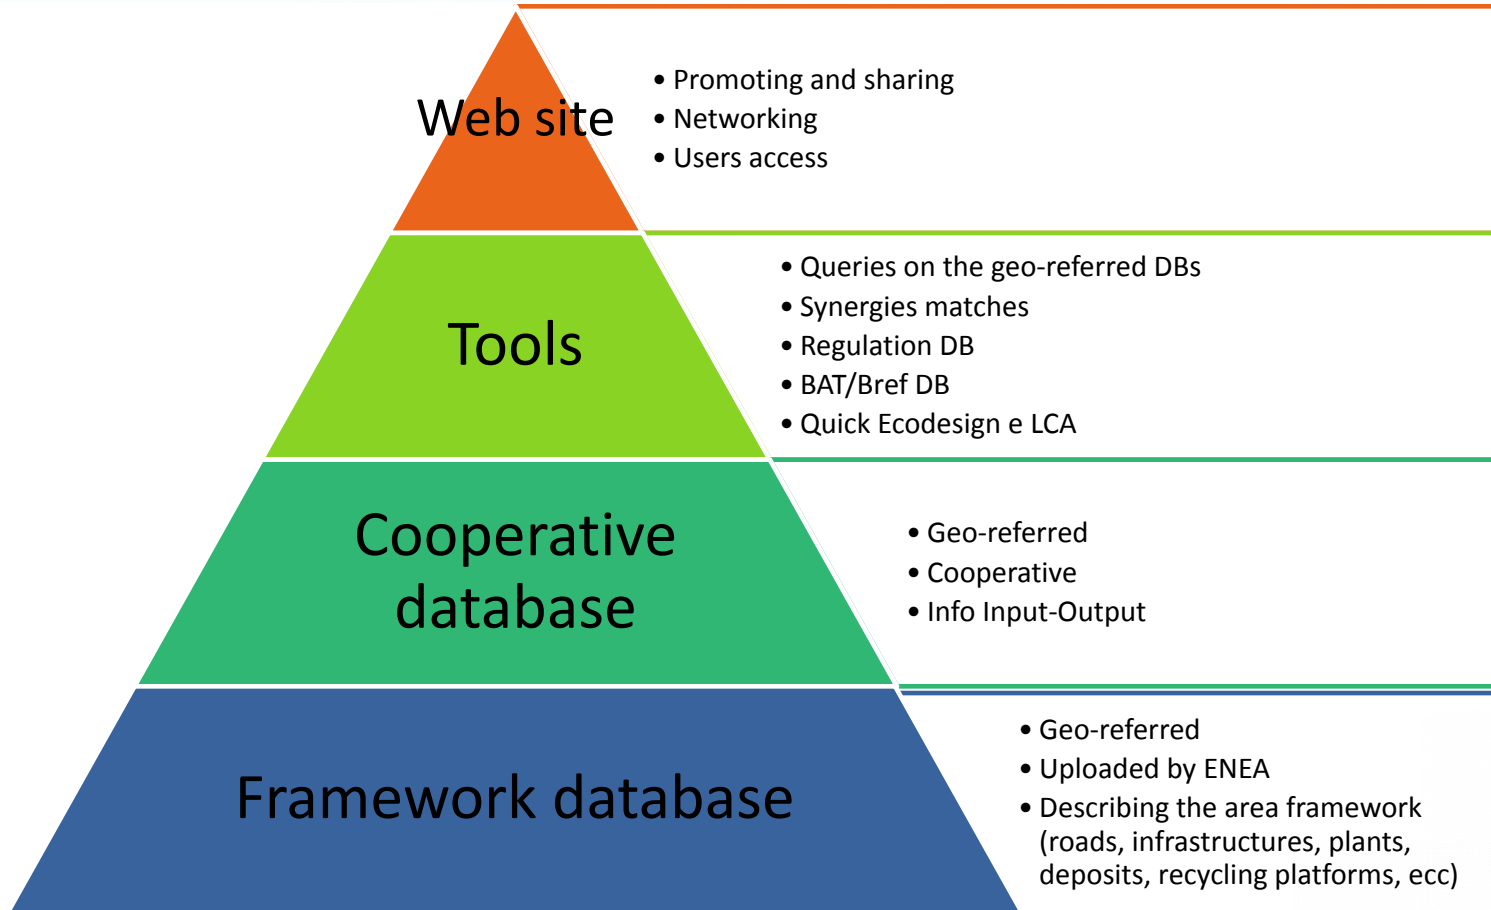 Web site
• Promoting and sharing
• Networking
• Users access
Tools
• Queries on the geo-referred DBs
• Synergies matches
• Regulation DB
• BAT/Bref DB
• Quick Ecodesign e LCA
Cooperative
database
• Geo-referred
• Cooperative
• Info Input-Output
Framework database
• Geo-referred
• Uploaded by ENEA
• Describing the area framework
(roads, infrastructures, plants,
deposits, recycling platforms, ecc)